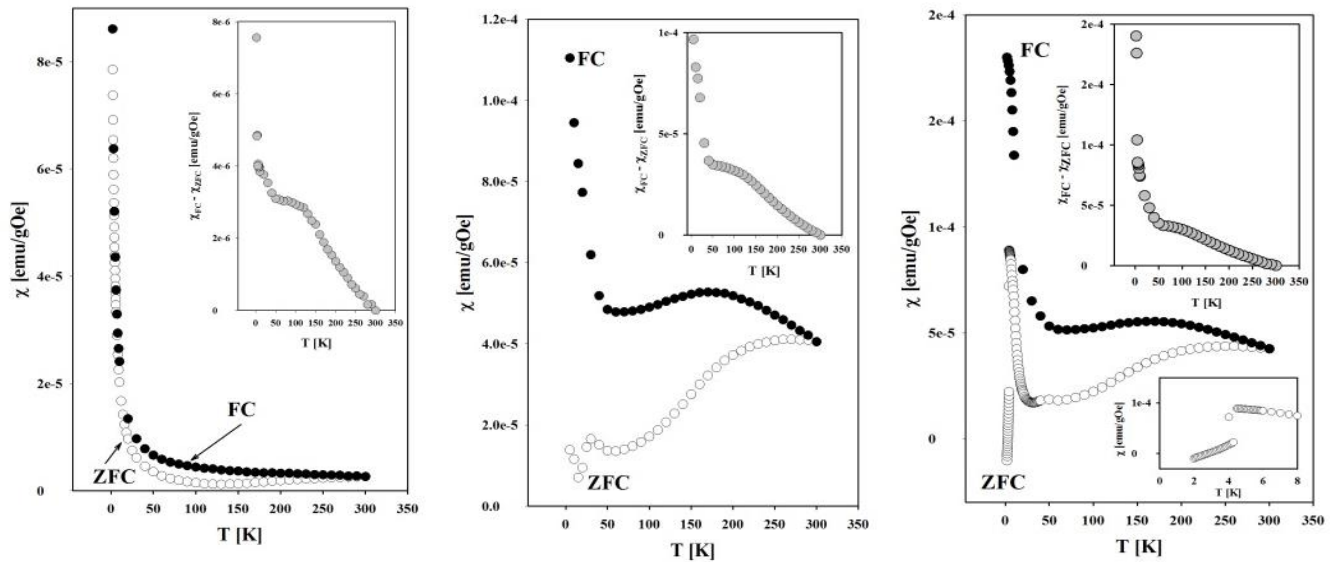 8e-5
6e-5
4e-5
2e-5
0
χ [emu/gOe]
0 50 100 150 200 250 300 350
T [K]
FC
ZFC
8e-6
6e-6
4e-6
2e-6
0
χFC - χZFC [emu/gOe]
0 50 100 150 200 250 300 350
T [K]
1.2e-4
1.0e-4
8.0e-5
6.0e-5
4.0e-5
2.0e-5
0.0
χ [emu/gOe]
0 50 100 150 200 250 300 350
T [K]
FC
ZFC
1e-4
5e-5
0
χFC - χZFC [emu/gOe]
0 50 100 150 200 250 300 350
T [K]
2e-4
2e-4
1e-4
5e-5
0
χ [emu/gOe]
0 50 100 150 200 250 300 350
T [K]
FC
ZFC
2e-4
2e-4
1e-4
5e-5
0
χFC - χZFC [emu/gOe]
0 50 100 150 200 250 300 350
T [K]
1e-4
0
χ [emu/gOe]
0 2 4 6 8
T [K]